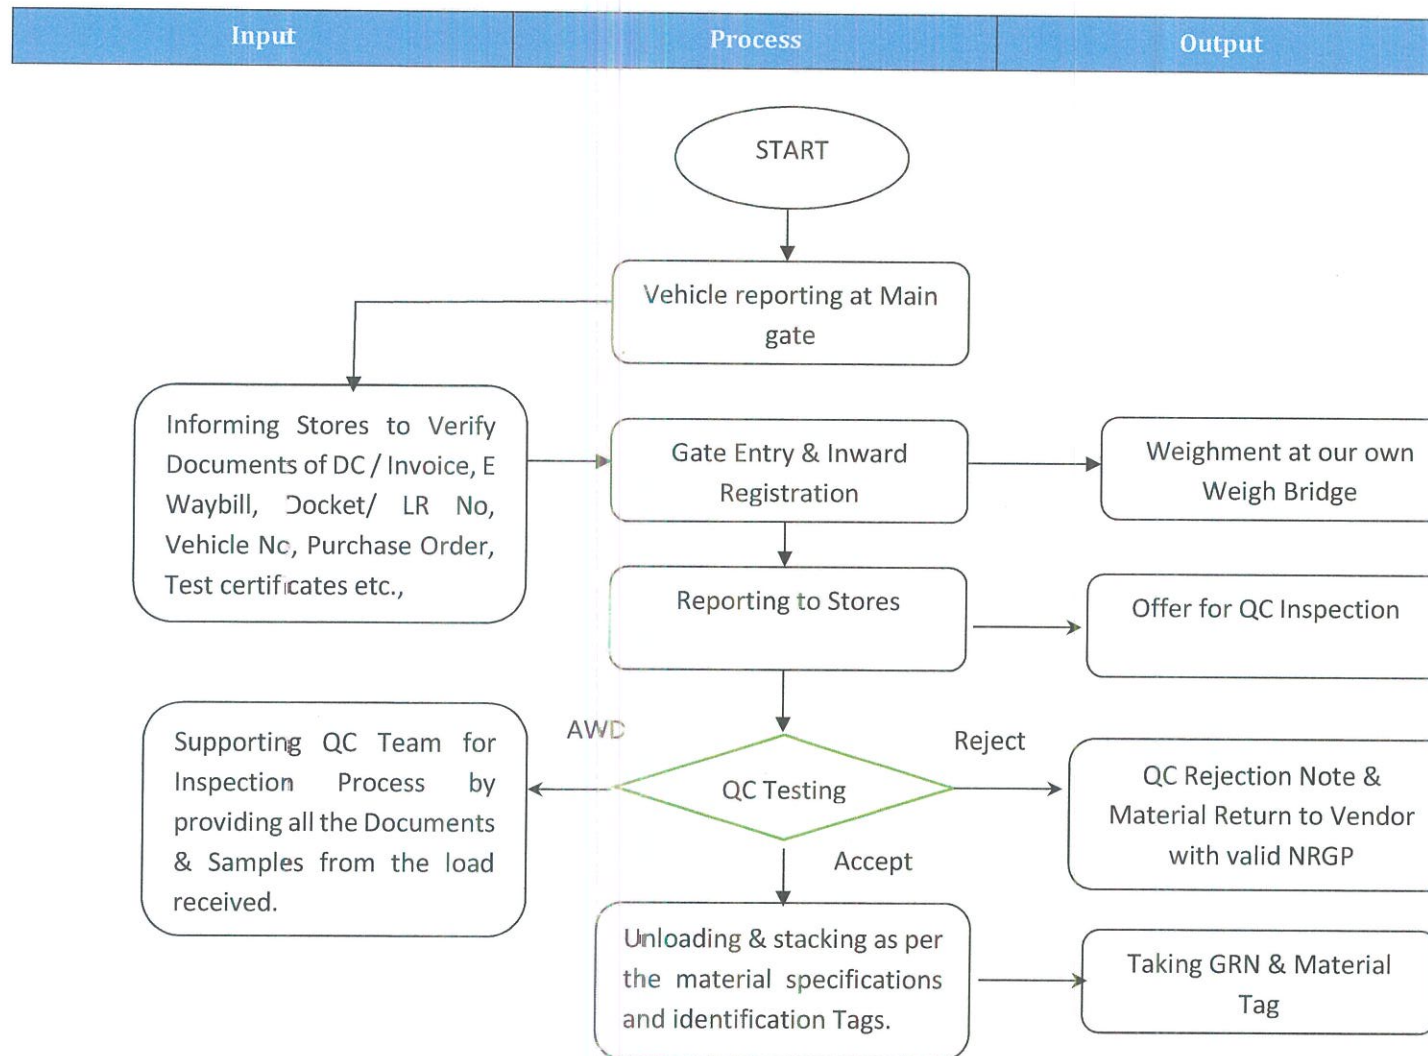 Input Process Output
START
Vehicle reporting at Main
gate
Informing Stores to Verify
Documents of DC / Invoice, E
Waybill, Docket/ LR No,
Vehicle No, Purchase Order,
Test certificates etc.,
Gate Entry & Inward
Registration
Weighment at our own
Weigh Bridge
Reporting to Stores
Offer for QC Inspection
AWD
Reject
Supporting QC Team for
Inspection Process by
providing all the Documents
& Samples from the load
received.
QC Testing
QC Rejection Note &
Material Return to Vendor
with valid NRGP
Accept
Unloading & stacking as per
the material specifications
and identification Tags.
Taking GRN & Material
Tag